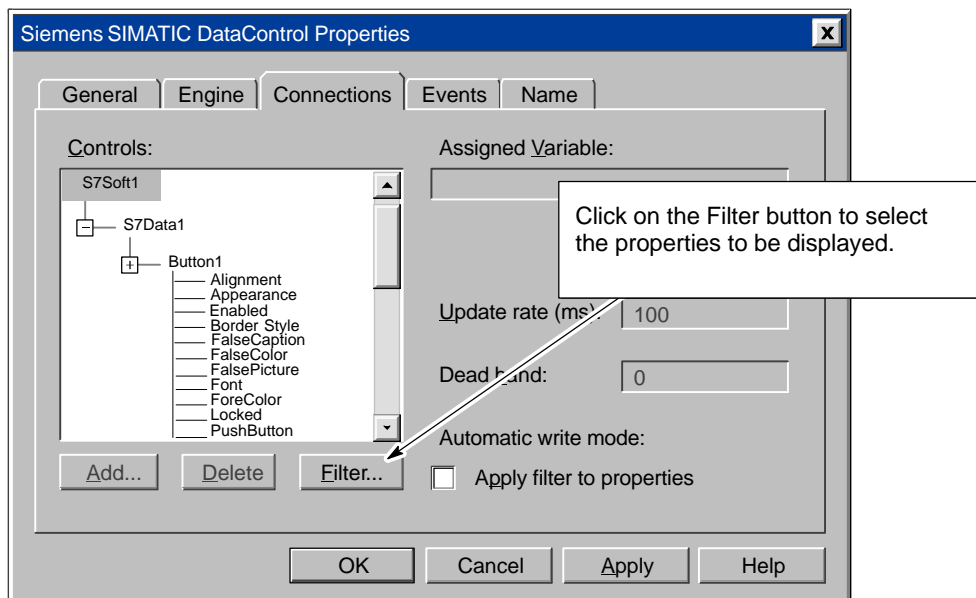 Siemens SIMATIC DataControl Properties
X
General Engine Connections Events Name
Controls:
Assigned Variable:
S7Soft1
S7Data1
Button1
Alignment
Appearance
Enabled
Border Style
FalseCaption
FalseColor
FalsePicture
Font
ForeColor
Locked
PushButton
Click on the Filter button to select
the properties to be displayed.
Update rate (ms): 100
Dead band: 0
Automatic write mode:
Add... Delete Filter...
Apply filter to properties
OK Cancel Apply Help